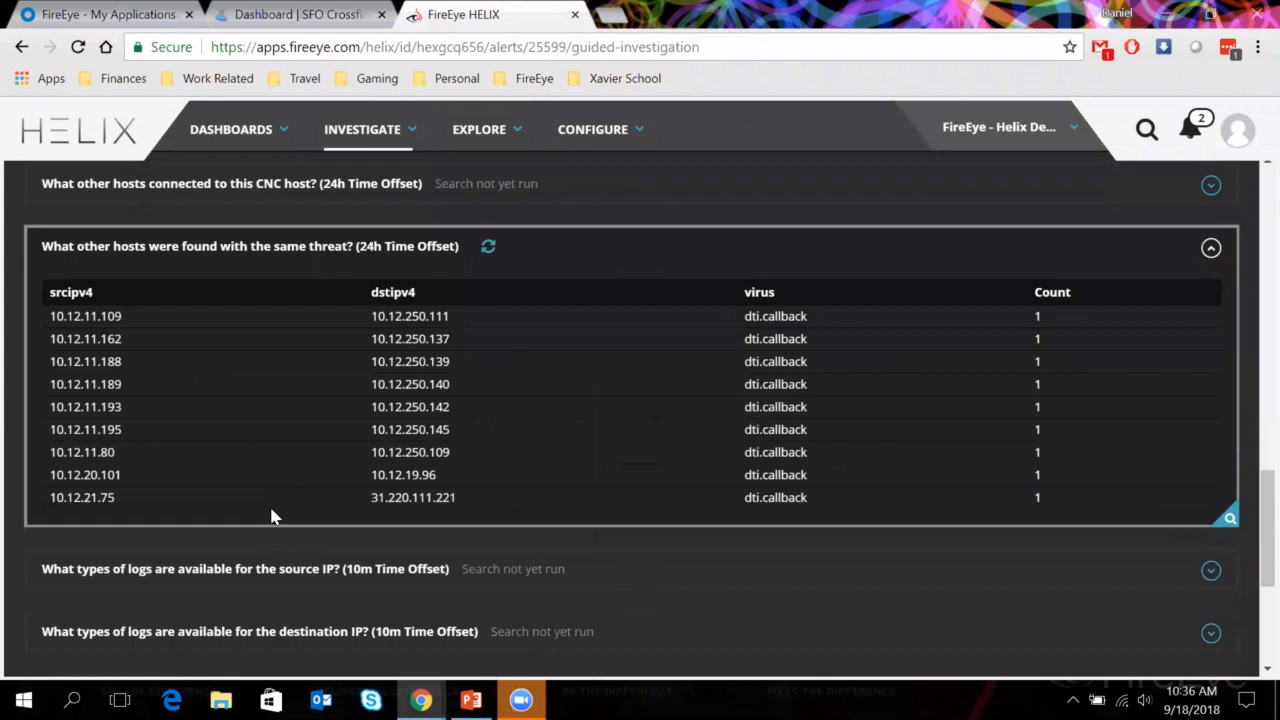 FireEye - My Applications
Dashboard | SFO Crossfi
FireEye HELIX
Daniel
Secure https://apps.fireeye.com/helix/id/hexgcq656/alerts/25599/guided-investigation
1
1
Apps Finances Work Related Travel Gaming Personal FireEye Xavier School
HELIX DASHBOARDS INVESTIGATE EXPLORE CONFIGURE FireEye - Helix De... 2
What other hosts connected to this CNC host? (24h Time Offset) Search not yet run
What other hosts were found with the same threat? (24h Time Offset)
srcipv4 dstipv4 virus Count
10.12.11.109 10.12.250.111 dti.callback 1
10.12.11.162 10.12.250.137 dti.callback 1
10.12.11.188 10.12.250.139 dti.callback 1
10.12.11.189 10.12.250.140 dti.callback 1
10.12.11.193 10.12.250.142 dti.callback 1
10.12.11.195 10.12.250.145 dti.callback 1
10.12.11.80 10.12.250.109 dti.callback 1
10.12.20.101 10.12.19.96 dti.callback 1
10.12.21.75 31.220.111.221 dti.callback 1
What types of logs are available for the source IP? (10m Time Offset) Search not yet run
What types of logs are available for the destination IP? (10m Time Offset) Search not yet run
FireEye
BE THE DIFFERENCE MAKE THE DIFFERENCE
10:36 AM
9/18/2018